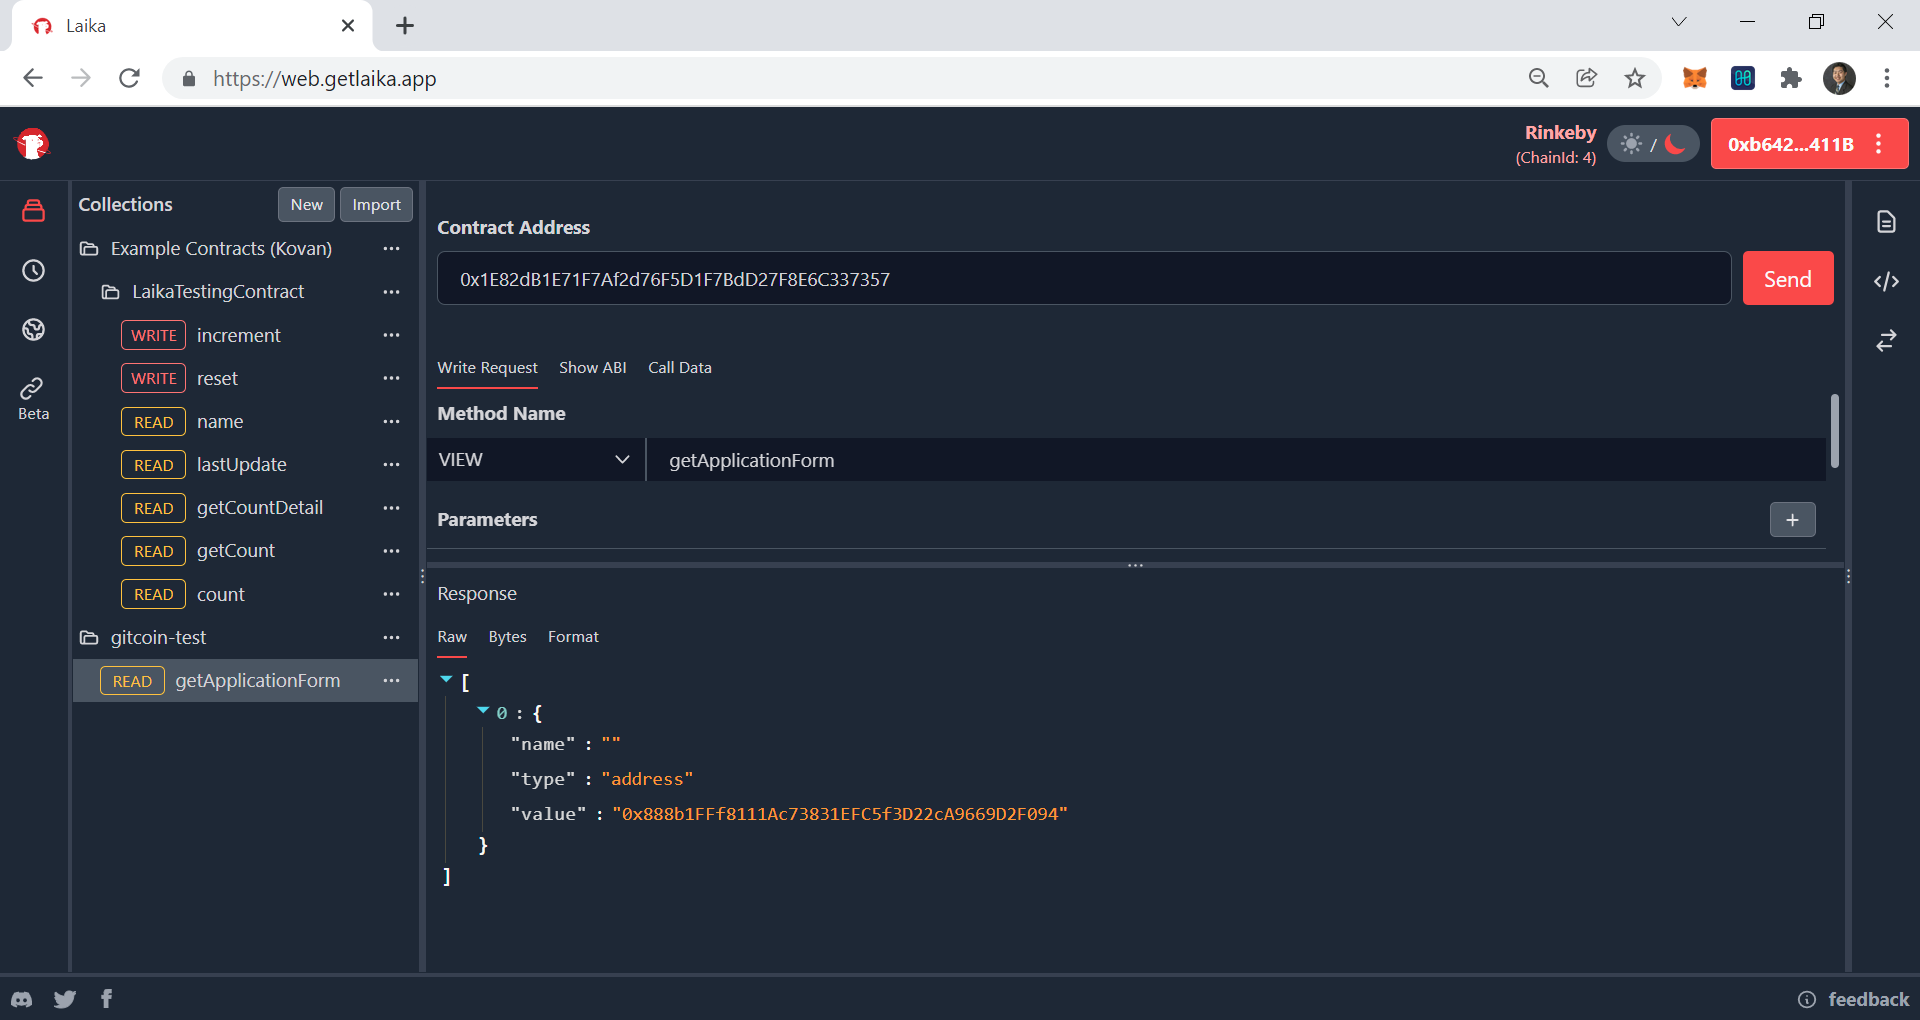 Laika
https://web.getlaika.app
Rinkeby
(ChainId: 4)
/
0xb642...411B
Collections
New
Import
Example Contracts (Kovan)
LaikaTestingContract
WRITE increment
WRITE reset
READ name
READ lastUpdate
READ getCountDetail
READ getCount
READ count
gitcoin-test
READ getApplicationForm
Beta
Contract Address
0x1E82dB1E71F7Af2d76F5D1F7BdD27F8E6C337357
Send
Write Request Show ABI Call Data
Method Name
VIEW getApplicationForm
Parameters
+
Response
Raw Bytes Format
[
0 : {
"name" : ""
"type" : "address"
"value" : "0x888b1FFf8111Ac73831EFC5f3D22cA9669D2F094"
}
]
feedback